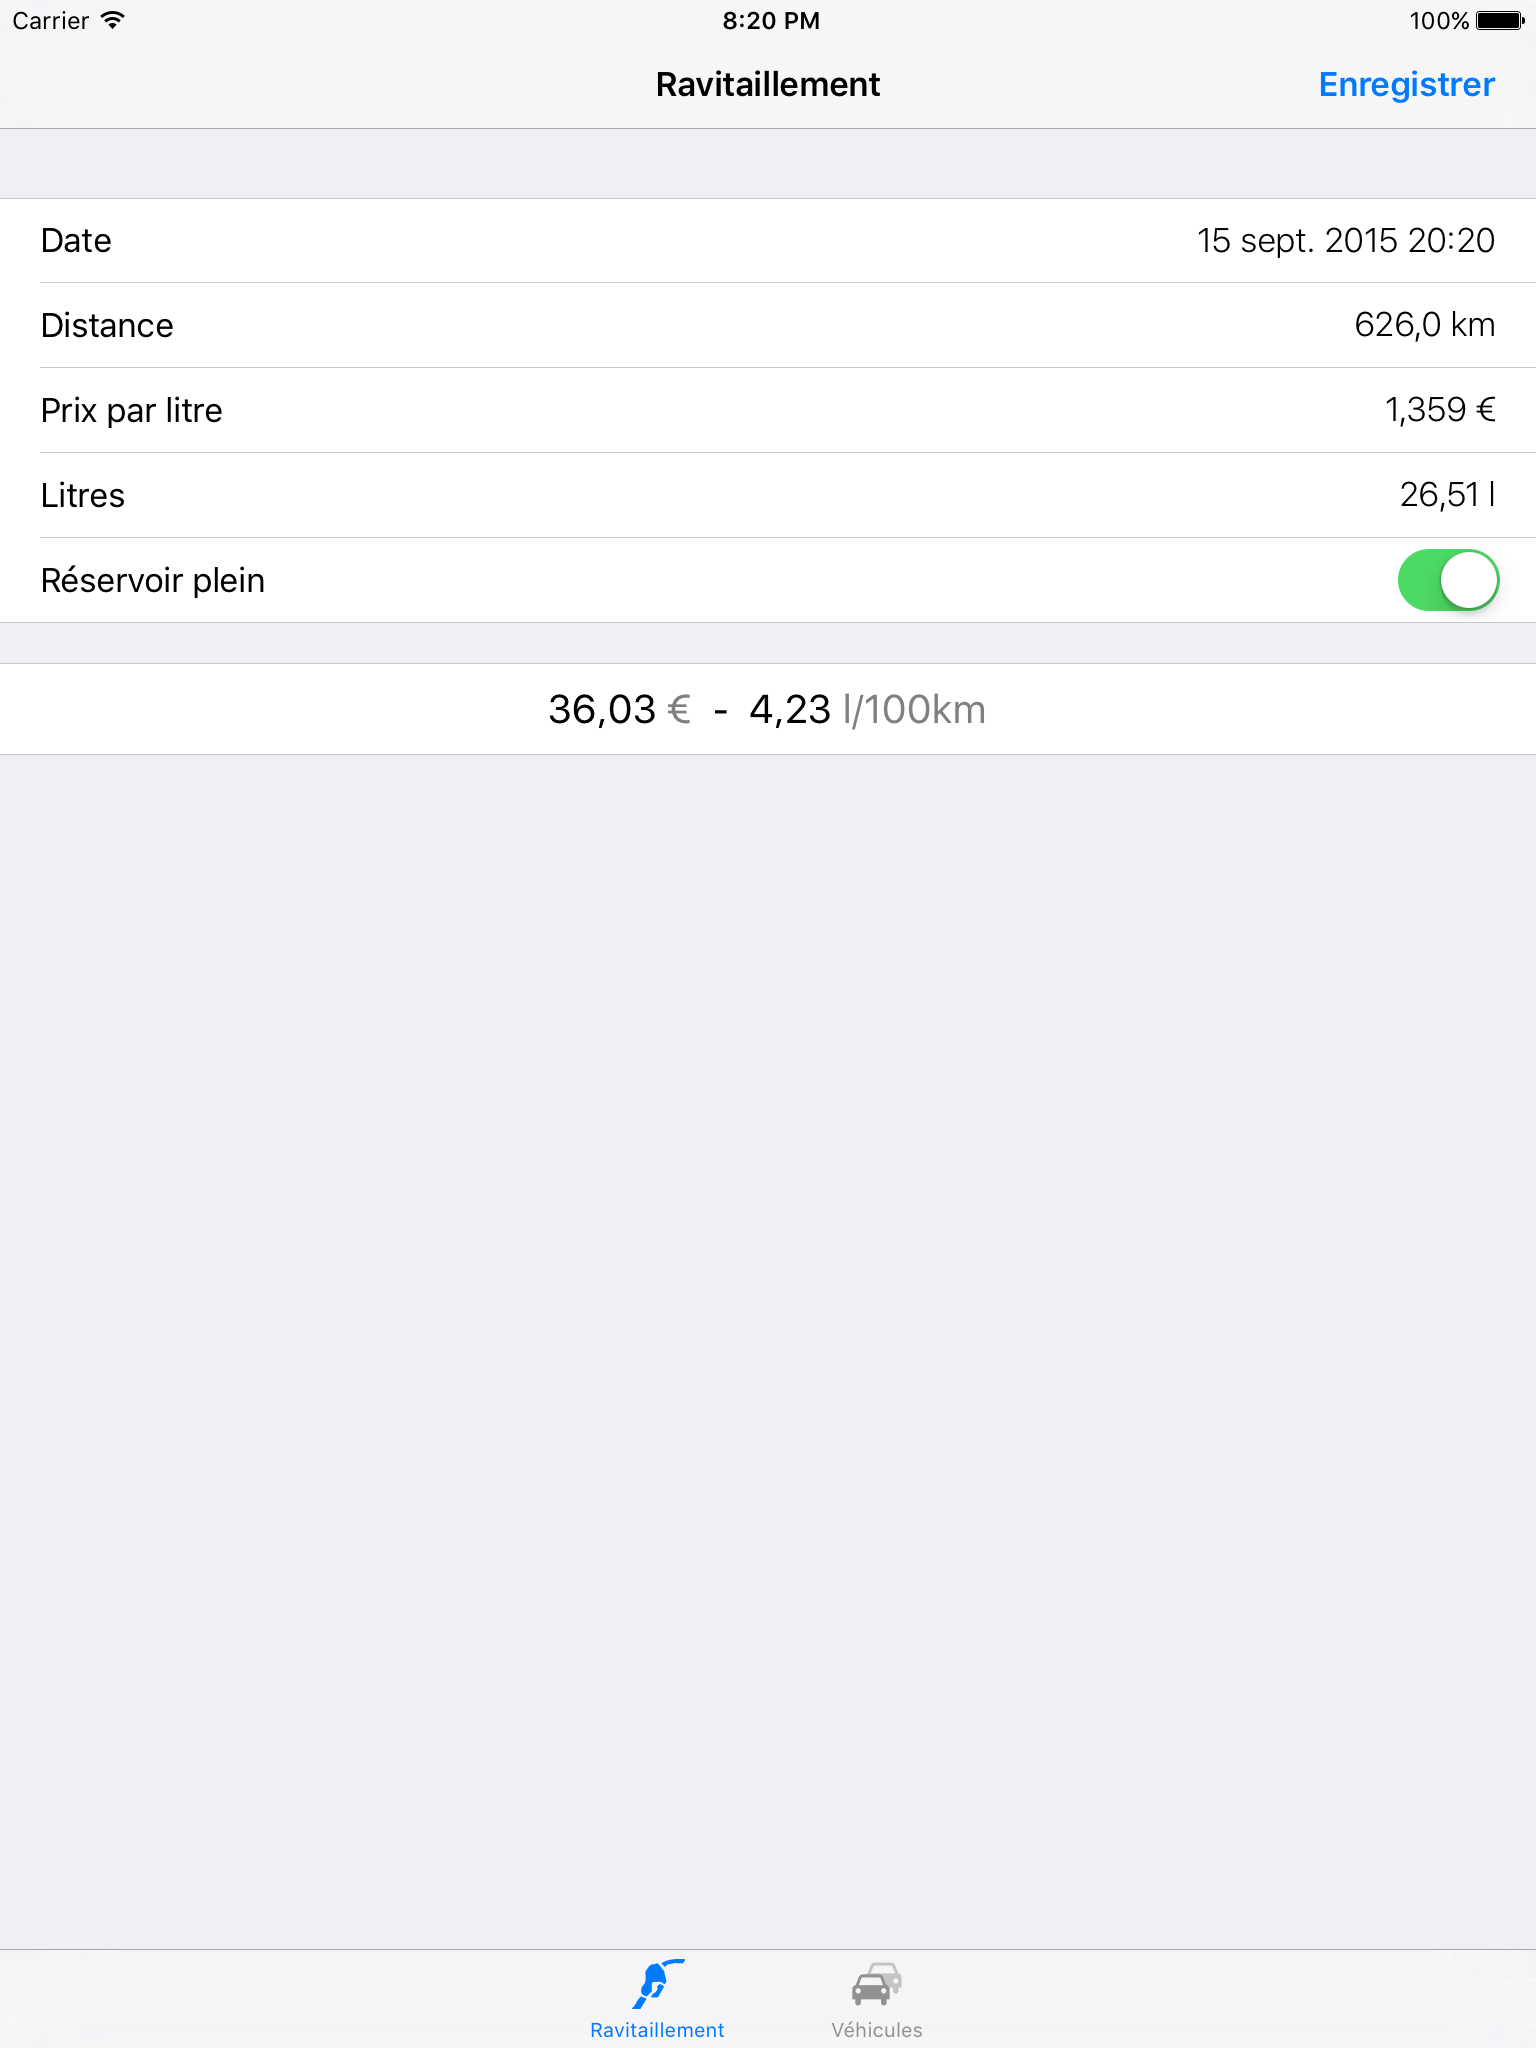 Carrier 8:20 PM 100%
Ravitaillement Enregistrer
Date 15 sept. 2015 20:20
Distance 626,0 km
Prix par litre 1,359 €
Litres 26,51 l
Réservoir plein
36,03 € - 4,23 l/100km
Ravitaillement Véhicules